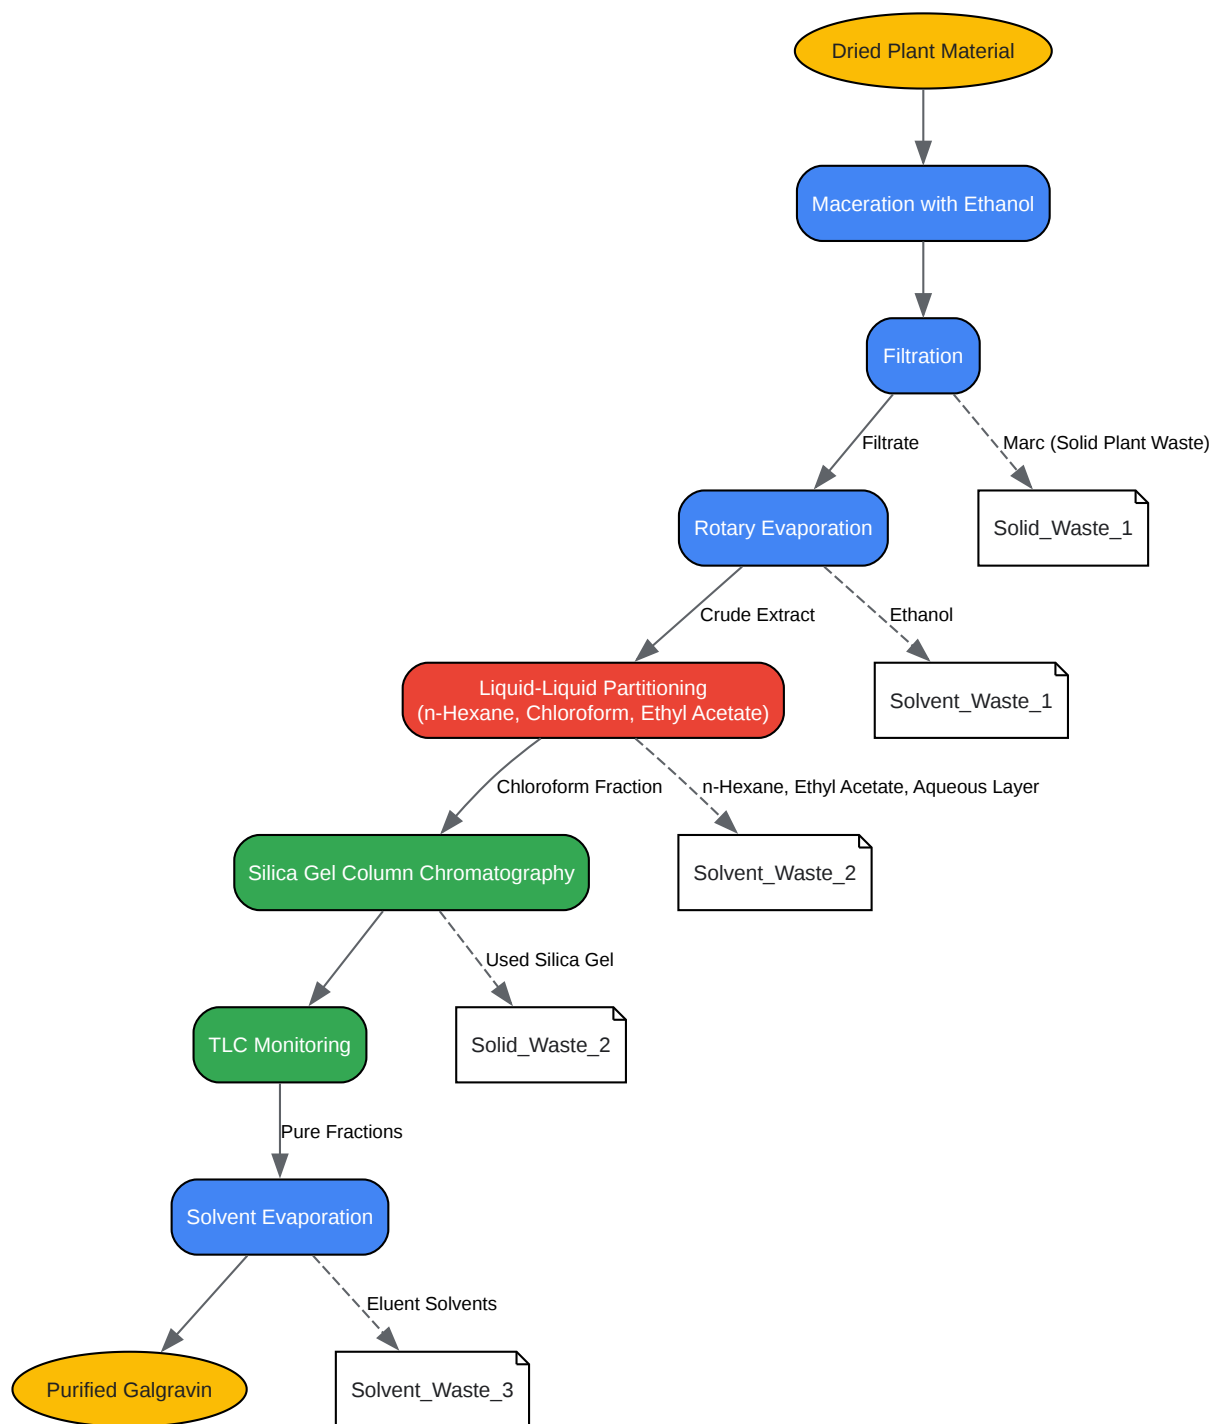 Dried Plant Material
Maceration with Ethanol
Filtration
Filtrate
Marc (Solid Plant Waste)
Rotary Evaporation
Solid_Waste_1
Crude Extract
Ethanol
Liquid-Liquid Partitioning
(n-Hexane, Chloroform, Ethyl Acetate)
Solvent_Waste_1
Chloroform Fraction
n-Hexane, Ethyl Acetate, Aqueous Layer
Silica Gel Column Chromatography
Solvent_Waste_2
Used Silica Gel
TLC Monitoring
Solid_Waste_2
Pure Fractions
Solvent Evaporation
Eluent Solvents
Purified Galgravin
Solvent_Waste_3